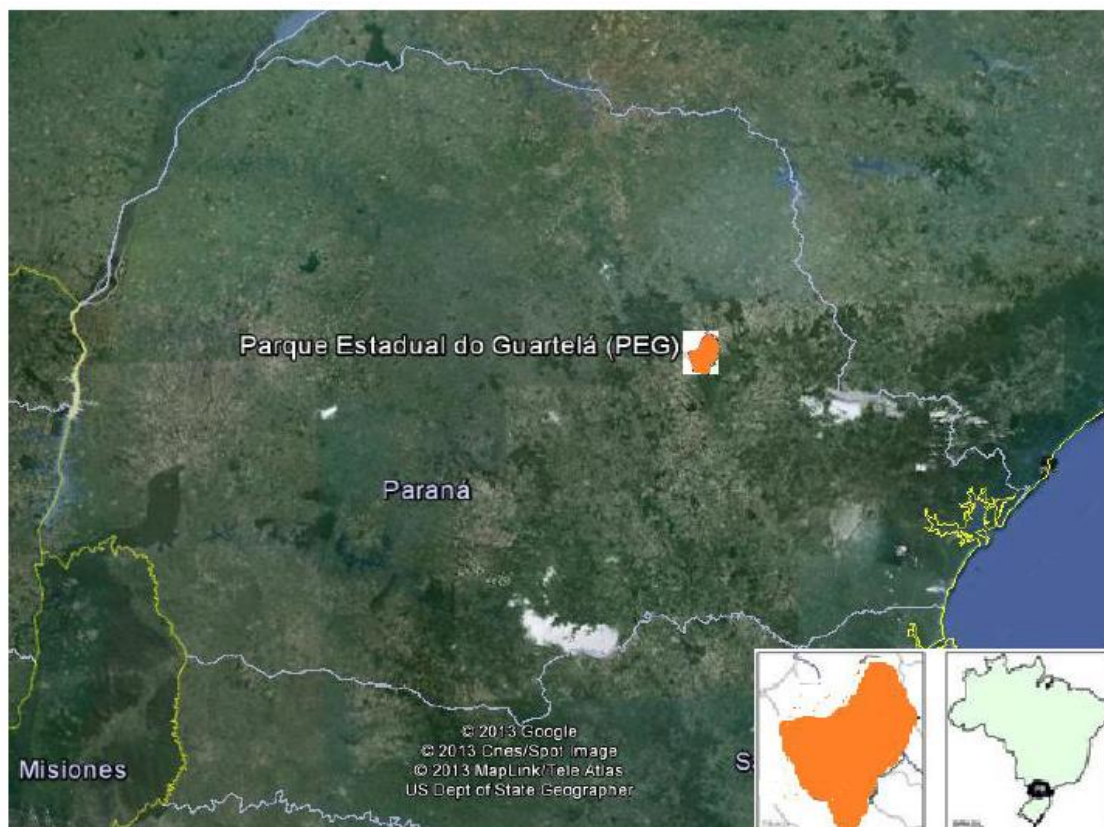 Parque Estadual do Guartelá (PEG)
Paraná
© 2013 Google
© 2013 Cnes/Spot Image
© 2013 MapLink/Tele Atlas
US Dept of State Geographer
Misiones